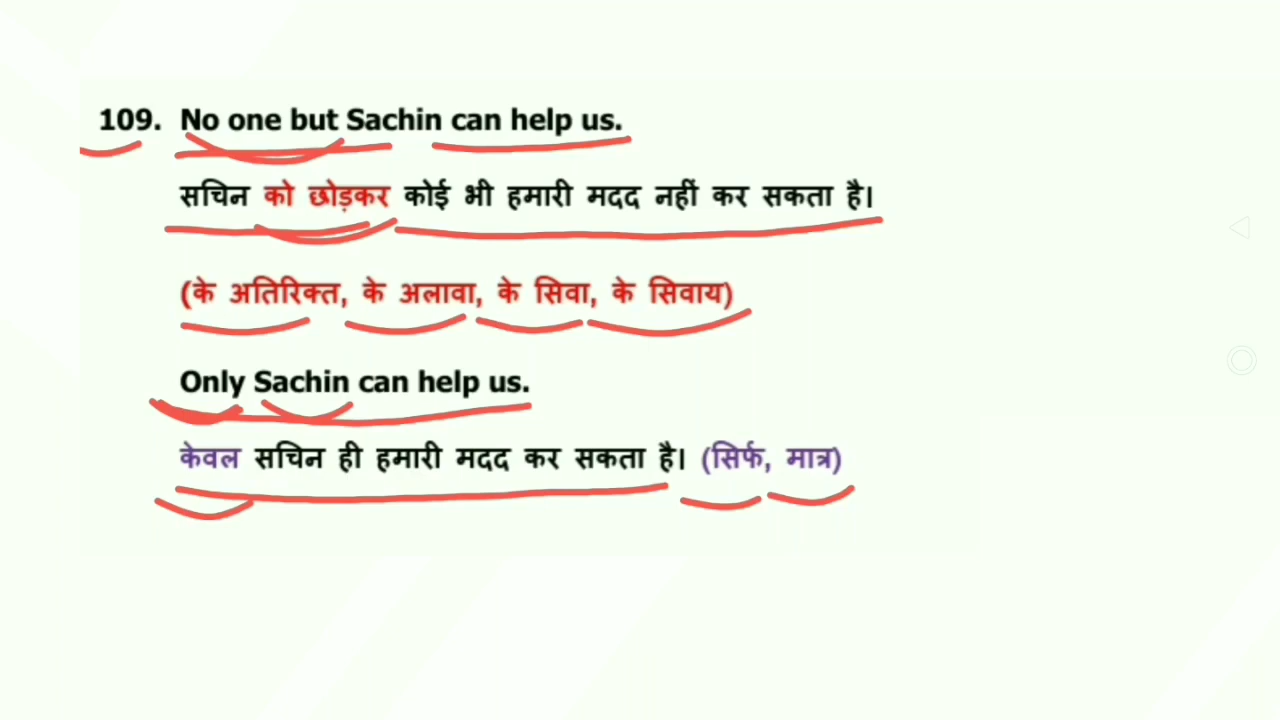 109. No one but Sachin can help us.
सचिन को छोड़कर कोई भी हमारी मदद नहीं कर सकता है।
(के अतिरिक्त, के अलावा, के सिवा, के सिवाय)
Only Sachin can help us.
केवल सचिन ही हमारी मदद कर सकता है। (सिर्फ, मात्र)